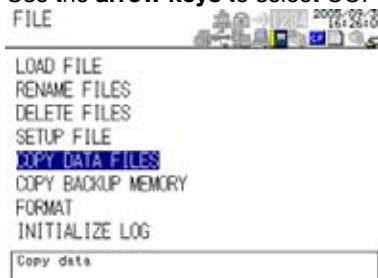 Use the arrow keys to select CO
FILE
LOAD FILE
RENAME FILES
DELETE FILES
SETUP FILE
COPY DATA FILES
COPY BACKUP MEMORY
FORMAT
INITIALIZE LOG
Copy data